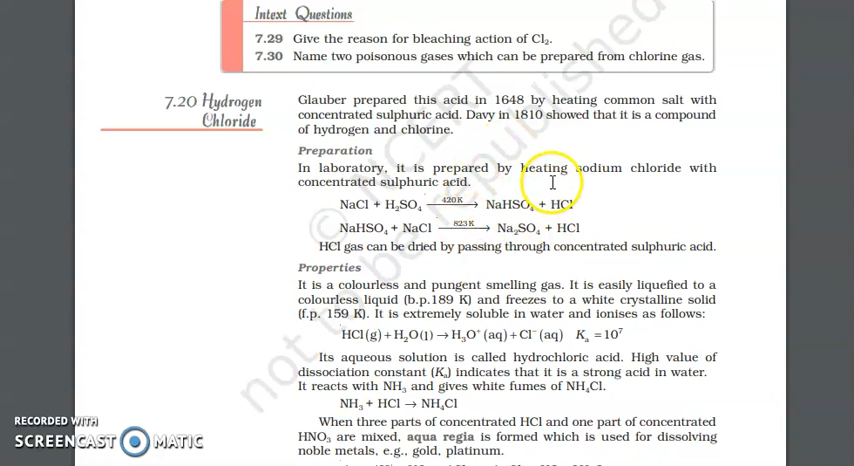 Intext Questions
7.29 Give the reason for bleaching action of Cl₂.
7.30 Name two poisonous gases which can be prepared from chlorine gas.
7.20 Hydrogen
Chloride
Glauber prepared this acid in 1648 by heating common salt with
concentrated sulphuric acid. Davy in 1810 showed that it is a compound
of hydrogen and chlorine.
Preparation
In laboratory, it is prepared by heating sodium chloride with
concentrated sulphuric acid.
NaCl + H₂SO₄ —420K→ NaHSO₄ + HCl
NaHSO₄ + NaCl —823K→ Na₂SO₄ + HCl
HCl gas can be dried by passing through concentrated sulphuric acid.
Properties
It is a colourless and pungent smelling gas. It is easily liquefied to a
colourless liquid (b.p.189 K) and freezes to a white crystalline solid
(f.p. 159 K). It is extremely soluble in water and ionises as follows:
HCl(g) + H₂O(l) → H₃O⁺(aq) + Cl⁻(aq) Kₐ = 10⁷
Its aqueous solution is called hydrochloric acid. High value of
dissociation constant (Kₐ) indicates that it is a strong acid in water.
It reacts with NH₃ and gives white fumes of NH₄Cl.
NH₃ + HCl → NH₄Cl
When three parts of concentrated HCl and one part of concentrated
HNO₃ are mixed, aqua regia is formed which is used for dissolving
noble metals, e.g., gold, platinum.
© NCERT
not to be republished
RECORDED WITH
SCREENCAST MATIC